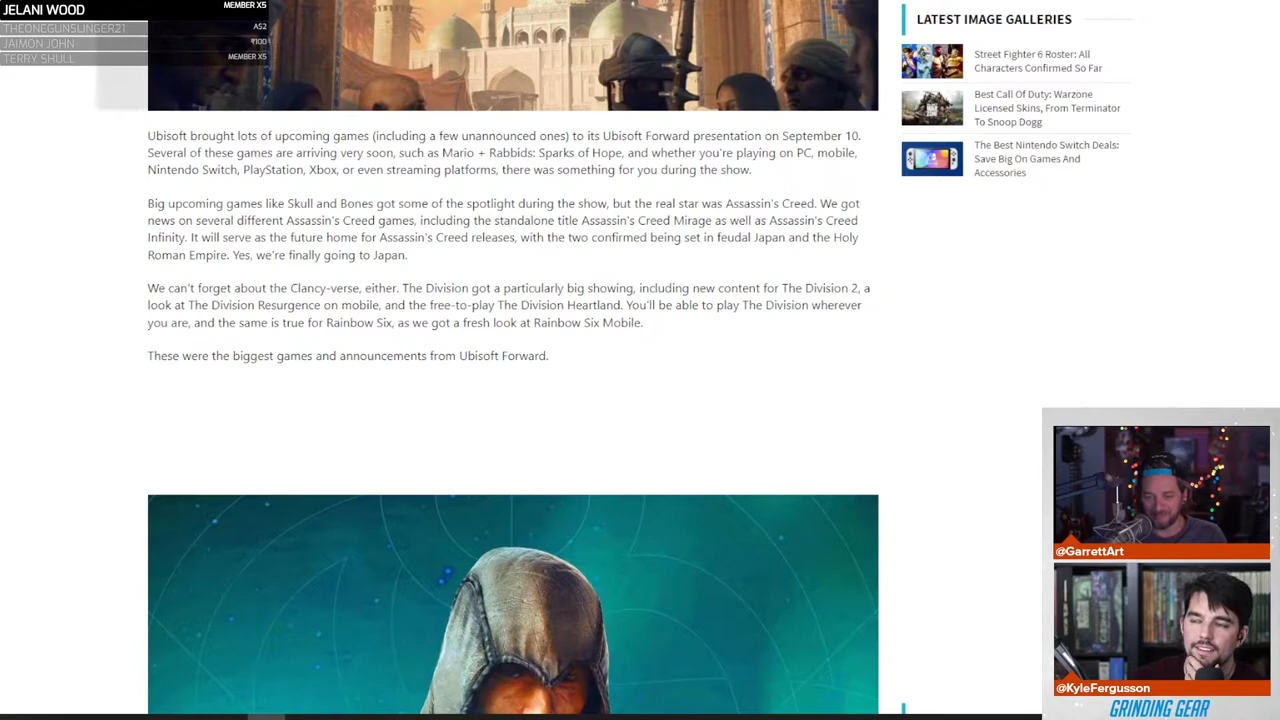 JELANI WOOD MEMBER X5
THEONEGUNSLINGER21 A$2
JAIMON JOHN ₹100
TERRY SHULL MEMBER X5
Ubisoft brought lots of upcoming games (including a few unannounced ones) to its Ubisoft Forward presentation on September 10.
Several of these games are arriving very soon, such as Mario + Rabbids: Sparks of Hope, and whether you're playing on PC, mobile,
Nintendo Switch, PlayStation, Xbox, or even streaming platforms, there was something for you during the show.
Big upcoming games like Skull and Bones got some of the spotlight during the show, but the real star was Assassin's Creed. We got
news on several different Assassin's Creed games, including the standalone title Assassin's Creed Mirage as well as Assassin's Creed
Infinity. It will serve as the future home for Assassin's Creed releases, with the two confirmed being set in feudal Japan and the Holy
Roman Empire. Yes, we're finally going to Japan.
We can't forget about the Clancy-verse, either. The Division got a particularly big showing, including new content for The Division 2, a
look at The Division Resurgence on mobile, and the free-to-play The Division Heartland. You'll be able to play The Division wherever
you are, and the same is true for Rainbow Six, as we got a fresh look at Rainbow Six Mobile.
These were the biggest games and announcements from Ubisoft Forward.
LATEST IMAGE GALLERIES
Street Fighter 6 Roster: All
Characters Confirmed So Far
Best Call Of Duty: Warzone
Licensed Skins, From Terminator
To Snoop Dogg
The Best Nintendo Switch Deals:
Save Big On Games And
Accessories
@GarrettArt
@KyleFergusson
GRINDING GEAR